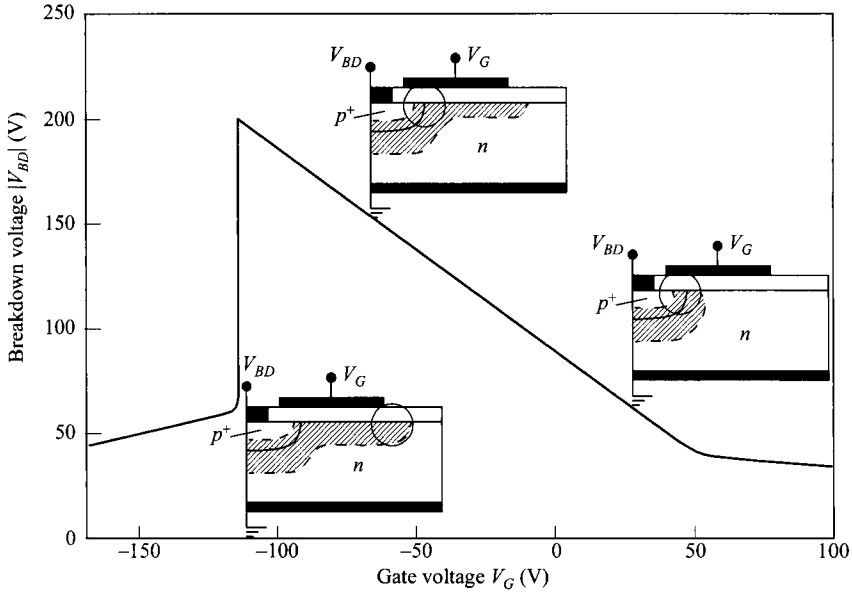 250
200
150
100
50
0
Breakdown voltage |V_BD| (V)
V_BD V_G
p+
n
V_BD V_G
p+
n
V_BD V_G
p+
n
−150 −100 −50 0 50 100
Gate voltage V_G (V)